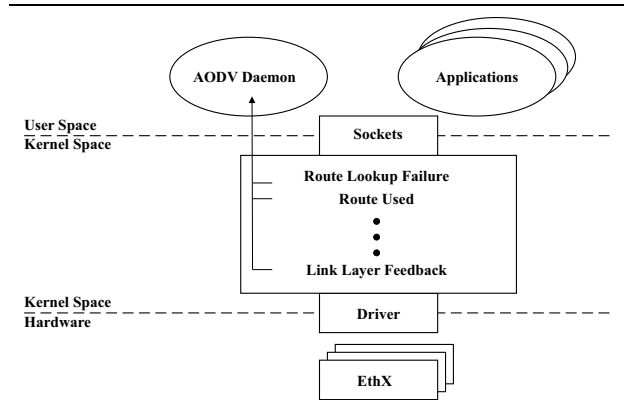 AODV Daemon
Applications
User Space
Kernel Space
Sockets
Route Lookup Failure
Route Used
Link Layer Feedback
Kernel Space
Hardware
Driver
EthX